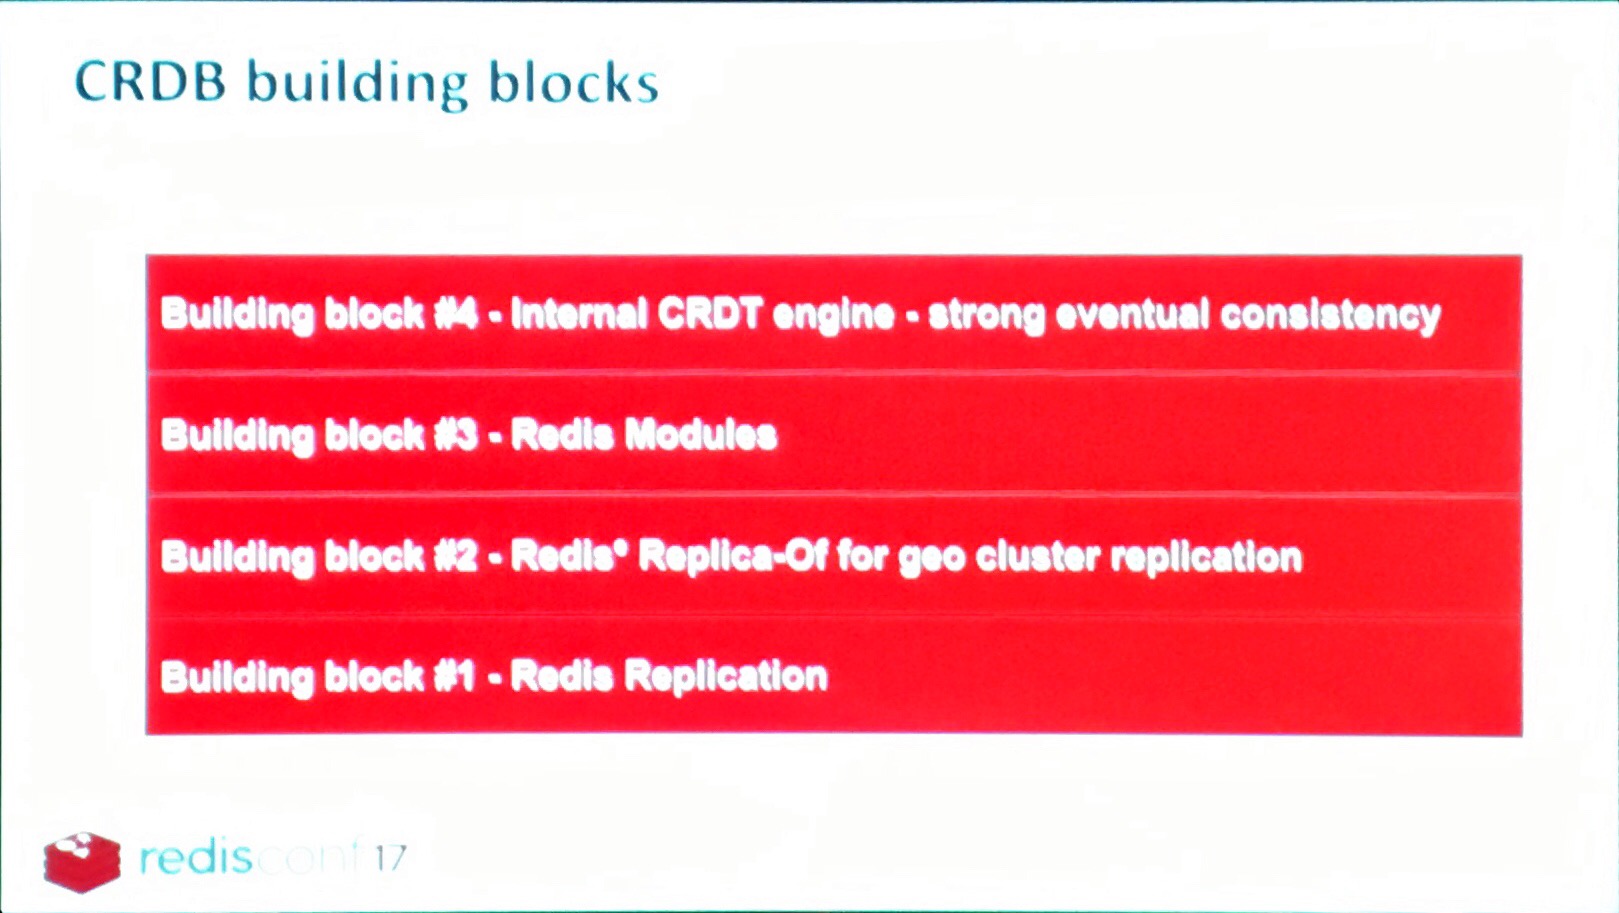 CRDB building blocks
Building block #4 - Internal CRDT engine - strong eventual consistency
Building block #3 - Redis Modules
Building block #2 - Redis® Replica-Of for geo cluster replication
Building block #1 - Redis Replication
redisconf 17